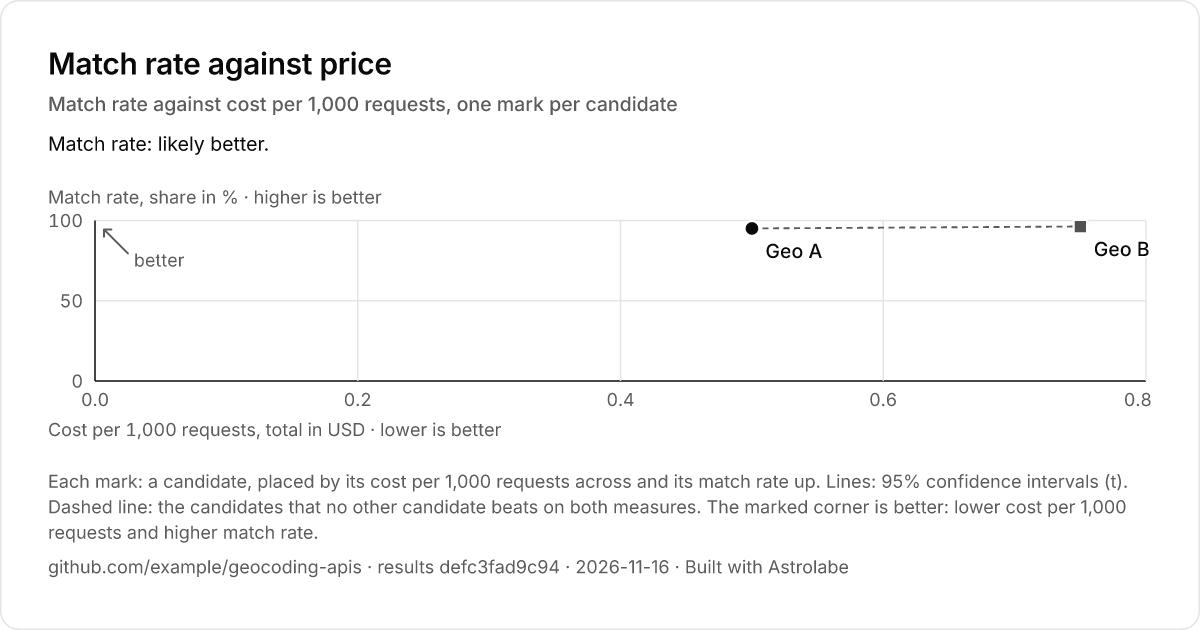 Match rate against price
Match rate against cost per 1,000 requests, one mark per candidate
Match rate: likely better.
Match rate, share in % · higher is better
100
better
Geo A
Geo B
50
0
0.0
0.2
0.4
0.6
0.8
Cost per 1,000 requests, total in USD · lower is better
Each mark: a candidate, placed by its cost per 1,000 requests across and its match rate up. Lines: 95% confidence intervals (t).
Dashed line: the candidates that no other candidate beats on both measures. The marked corner is better: lower cost per 1,000
requests and higher match rate.
github.com/example/geocoding-apis · results defc3fad9c94 · 2026-11-16 · Built with Astrolabe